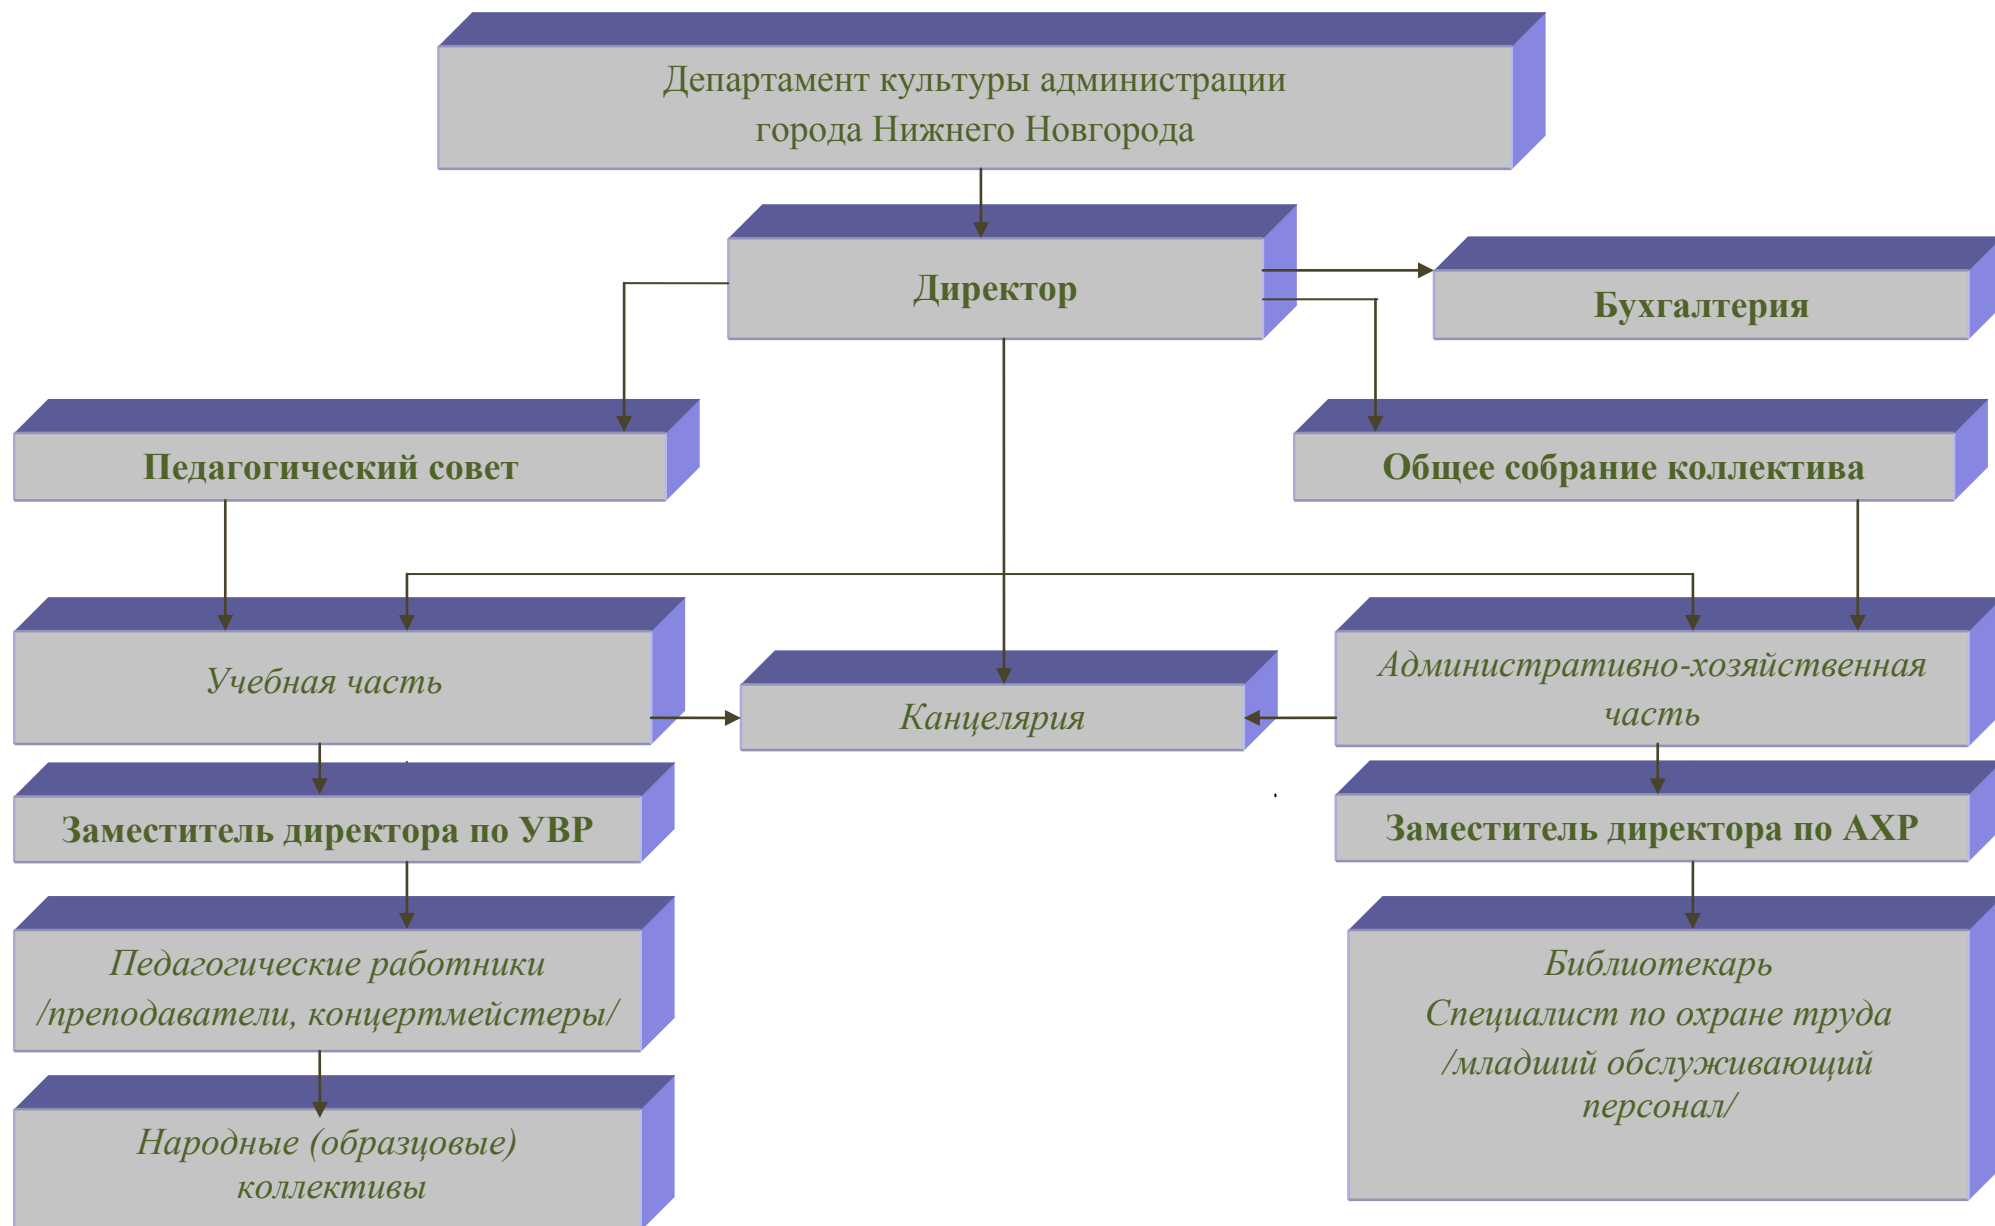 Департамент культуры администрации
города Нижнего Новгорода
Директор
Бухгалтерия
Педагогический совет
Общее собрание коллектива
Учебная часть
Канцелярия
Административно-хозяйственная
часть
Заместитель директора по УВР
Заместитель директора по АХР
Педагогические работники
/преподаватели, концертмейстеры/
Библиотекарь
Специалист по охране труда
/младший обслуживающий
персонал/
Народные (образцовые)
коллективы